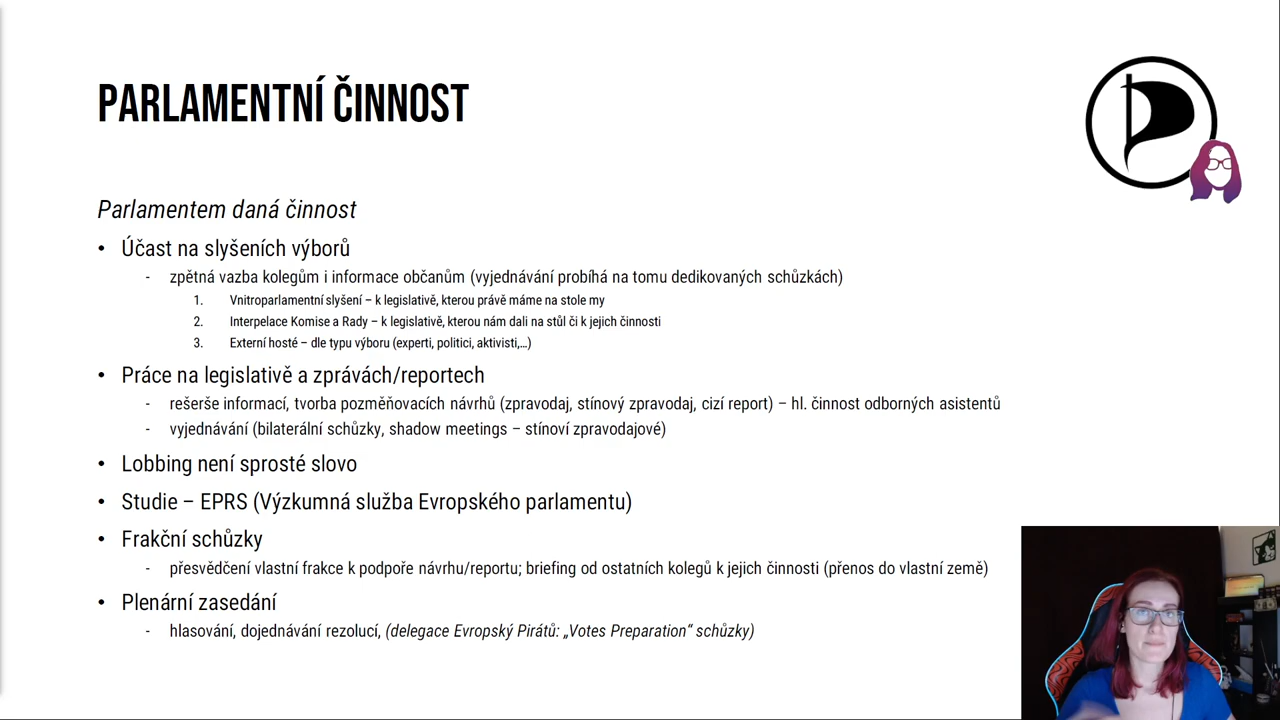 PARLAMENTNÍ ČINNOST
Parlamentem daná činnost
• Účast na slyšeních výborů
- zpětná vazba kolegům i informace občanům (vyjednávání probíhá na tomu dedikovaných schůzkách)
1. Vnitroparlamentní slyšení – k legislativě, kterou právě máme na stole my
2. Interpelace Komise a Rady – k legislativě, kterou nám dali na stůl či k jejich činnosti
3. Externí hosté – dle typu výboru (experti, politici, aktivisti,...)
• Práce na legislativě a zprávách/reportech
- rešerše informací, tvorba pozměňovacích návrhů (zpravodaj, stínový zpravodaj, cizí report) – hl. činnost odborných asistentů
- vyjednávání (bilaterální schůzky, shadow meetings – stínoví zpravodajové)
• Lobbing není sprosté slovo
• Studie – EPRS (Výzkumná služba Evropského parlamentu)
• Frakční schůzky
- přesvědčení vlastní frakce k podpoře návrhu/reportu; briefing od ostatních kolegů k jejich činnosti (přenos do vlastní země)
• Plenární zasedání
- hlasování, dojednávání rezolucí, (delegace Evropský Pirátů: „Votes Preparation“ schůzky)